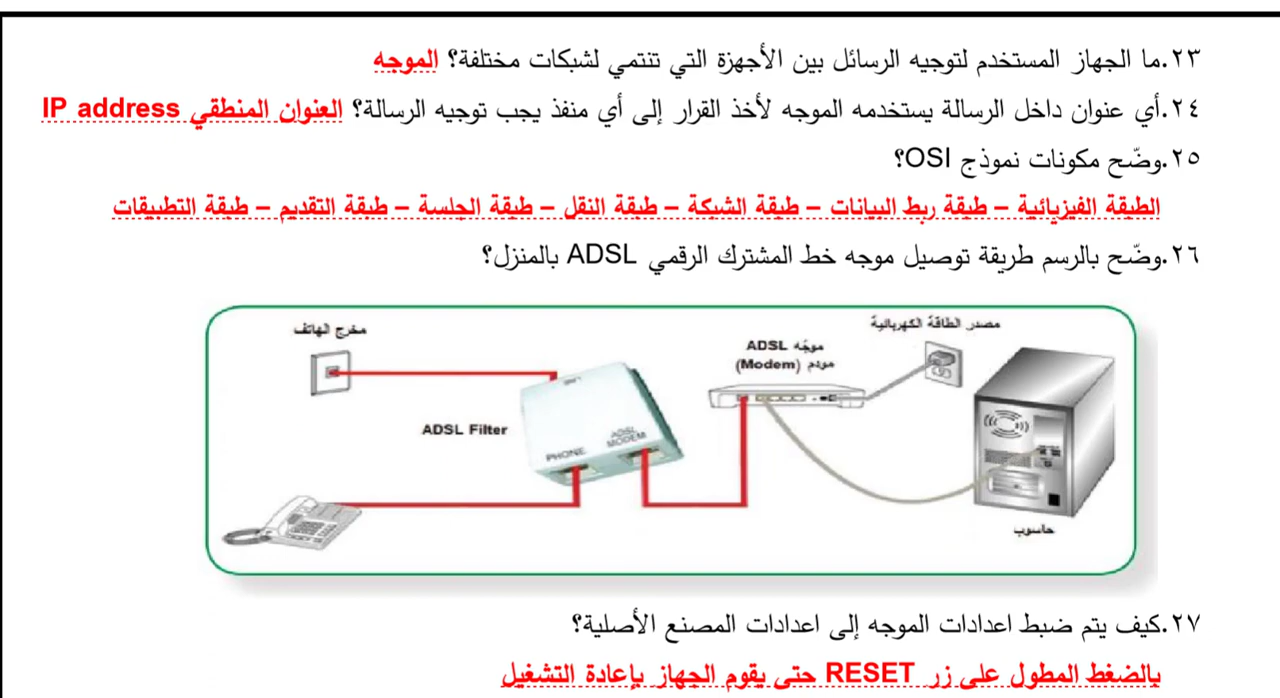 ٢٣.ما الجهاز المستخدم لتوجيه الرسائل بين الأجهزة التي تنتمي لشبكات مختلفة؟ الموجه
٢٤.أي عنوان داخل الرسالة يستخدمه الموجه لأخذ القرار إلى أي منفذ يجب توجيه الرسالة؟ العنوان المنطقي IP address
٢٥.وضّح مكونات نموذج OSI؟
الطبقة الفيزيائية – طبقة ربط البيانات – طبقة الشبكة – طبقة النقل – طبقة الجلسة – طبقة التقديم – طبقة التطبيقات
٢٦.وضّح بالرسم طريقة توصيل موجه خط المشترك الرقمي ADSL بالمنزل؟
مصدر الطاقة الكهربائية
مخرج الهاتف
موجّه ADSL
مودم (Modem)
ADSL Filter
LINE
ADSL
MODEM
PHONE
حاسوب
٢٧.كيف يتم ضبط اعدادات الموجه إلى اعدادات المصنع الأصلية؟
بالضغط المطول على زر RESET حتى يقوم الجهاز بإعادة التشغيل